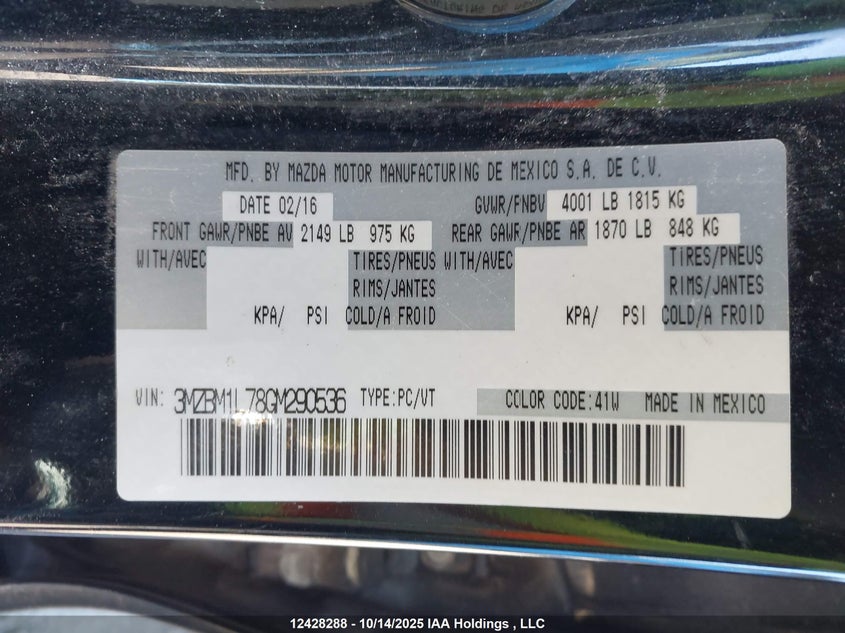 MFD. BY MAZDA MOTOR MANUFACTURING DE MEXICO S.A. DE C.V.
DATE 02/16 GVWR/FNBV 4001 LB 1815 KG
FRONT GAWR/PNBE AV 2149 LB 975 KG REAR GAWR/PNBE AR 1870 LB 848 KG
WITH/AVEC TIRES/PNEUS WITH/AVEC TIRES/PNEUS
RIMS/JANTES RIMS/JANTES
KPA/ PSI COLD/A FROID KPA/ PSI COLD/A FROID
VIN: 3MZBM1L78GM290536 TYPE:PC/VT COLOR CODE:41W MADE IN MEXICO
12428288 - 10/14/2025 IAA Holdings , LLC